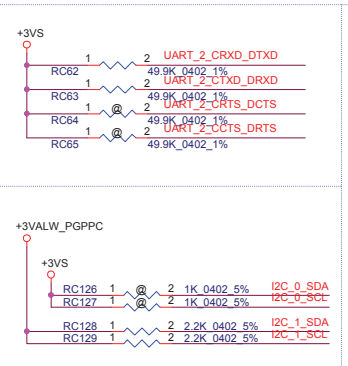 +3VS
1 2 UART_2_CRXD_DTXD
RC62 49.9K_0402_1%
1 2 UART_2_CTXD_DRXD
RC63 49.9K_0402_1%
1 @ 2 UART_2_CRTS_DCTS
RC64 49.9K_0402_1%
1 @ 2 UART_2_CCTS_DRTS
RC65 49.9K_0402_1%
+3VALW_PGPPC
+3VS
RC126 1 @ 2 1K_0402_5% I2C_0_SDA
RC127 1 @ 2 1K_0402_5% I2C_0_SCL
RC128 1 2 2.2K_0402_5% I2C_1_SDA
RC129 1 2 2.2K_0402_5% I2C_1_SCL